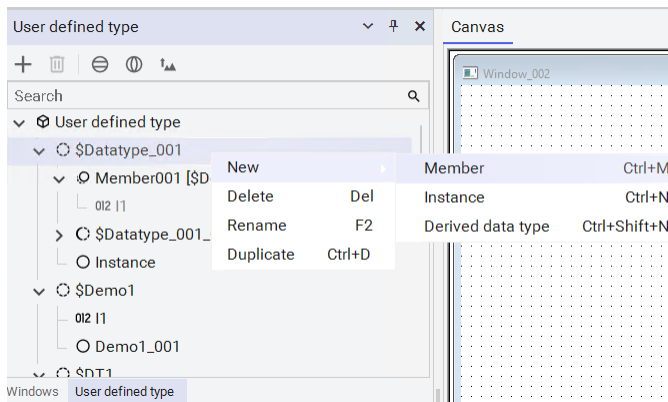 User defined type
Canvas
Window_002
Search
User defined type
$Datatype_001
New
Member Ctrl+M
Member001 [$D
Delete Del
Instance Ctrl+N
012 I1
Rename F2
Derived data type Ctrl+Shift+N
$Datatype_001_
Duplicate Ctrl+D
Instance
$Demo1
012 I1
Demo1_001
$DT1
Windows
User defined type